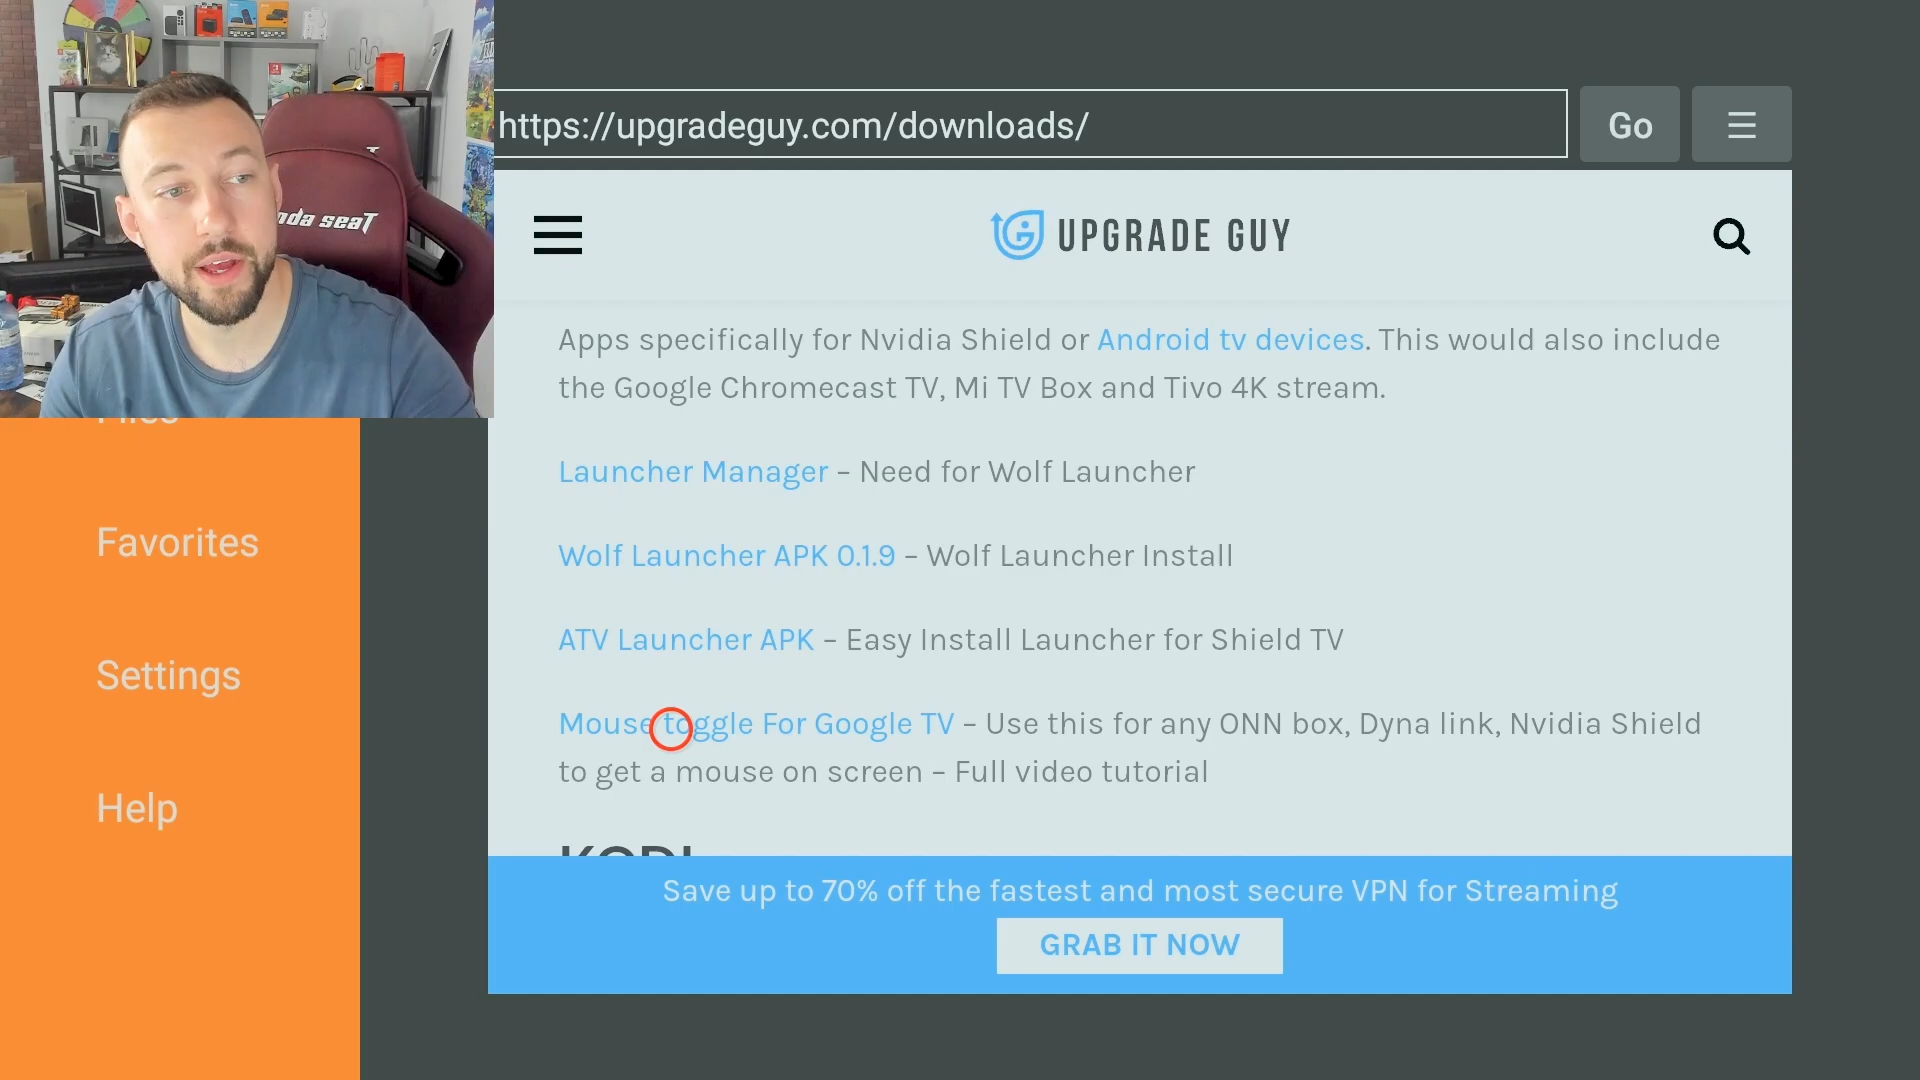 https://upgradeguy.com/downloads/
Go
UPGRADE GUY
nda seaT
Apps specifically for Nvidia Shield or Android tv devices. This would also include
the Google Chromecast TV, Mi TV Box and Tivo 4K stream.
Launcher Manager – Need for Wolf Launcher
Wolf Launcher APK 0.1.9 – Wolf Launcher Install
ATV Launcher APK – Easy Install Launcher for Shield TV
Mouse toggle For Google TV – Use this for any ONN box, Dyna link, Nvidia Shield
to get a mouse on screen – Full video tutorial
KODI
Save up to 70% off the fastest and most secure VPN for Streaming
GRAB IT NOW
Files
Favorites
Settings
Help